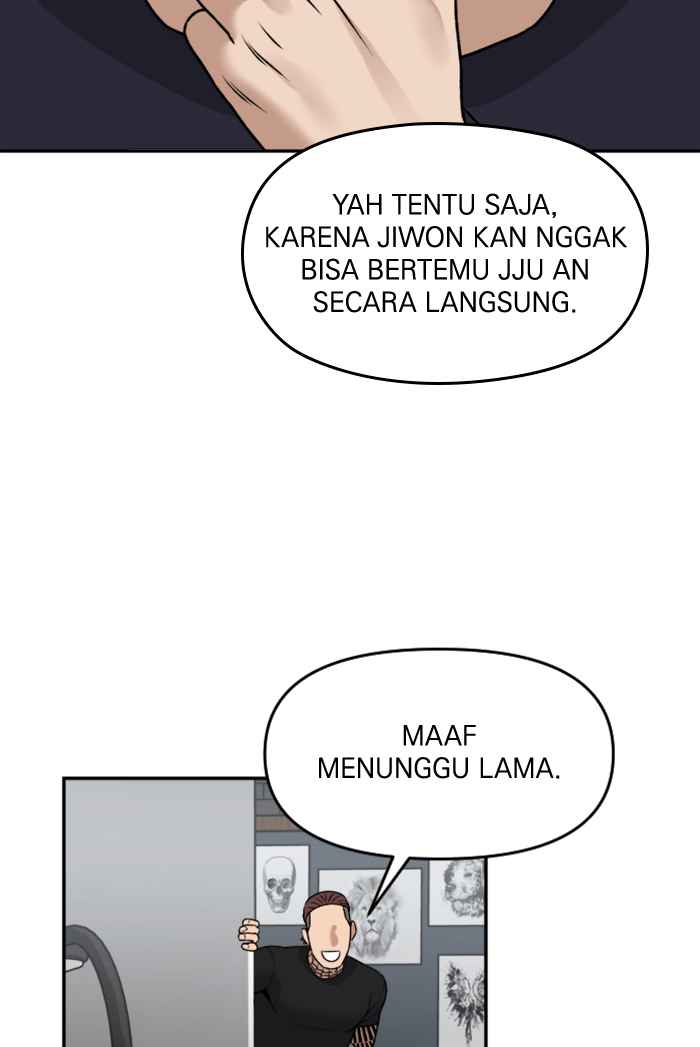 YAH TENTU SAJA,
KARENA JIWON KAN NGGAK
BISA BERTEMU JJU AN
SECARA LANGSUNG.
MAAF
MENUNGGU LAMA.